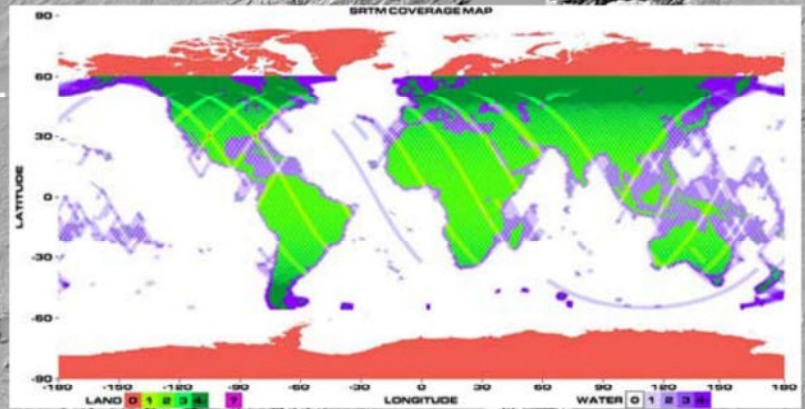 SRTM COVERAGE MAP
90
60
30
0
-30
-60
-90
LATITUDE
-180 -150 -120 -90 -60 -30 0 30 60 90 120 150 180
LAND 0 1 2 3 4+ ? LONGITUDE WATER 0 1 2 3 4+